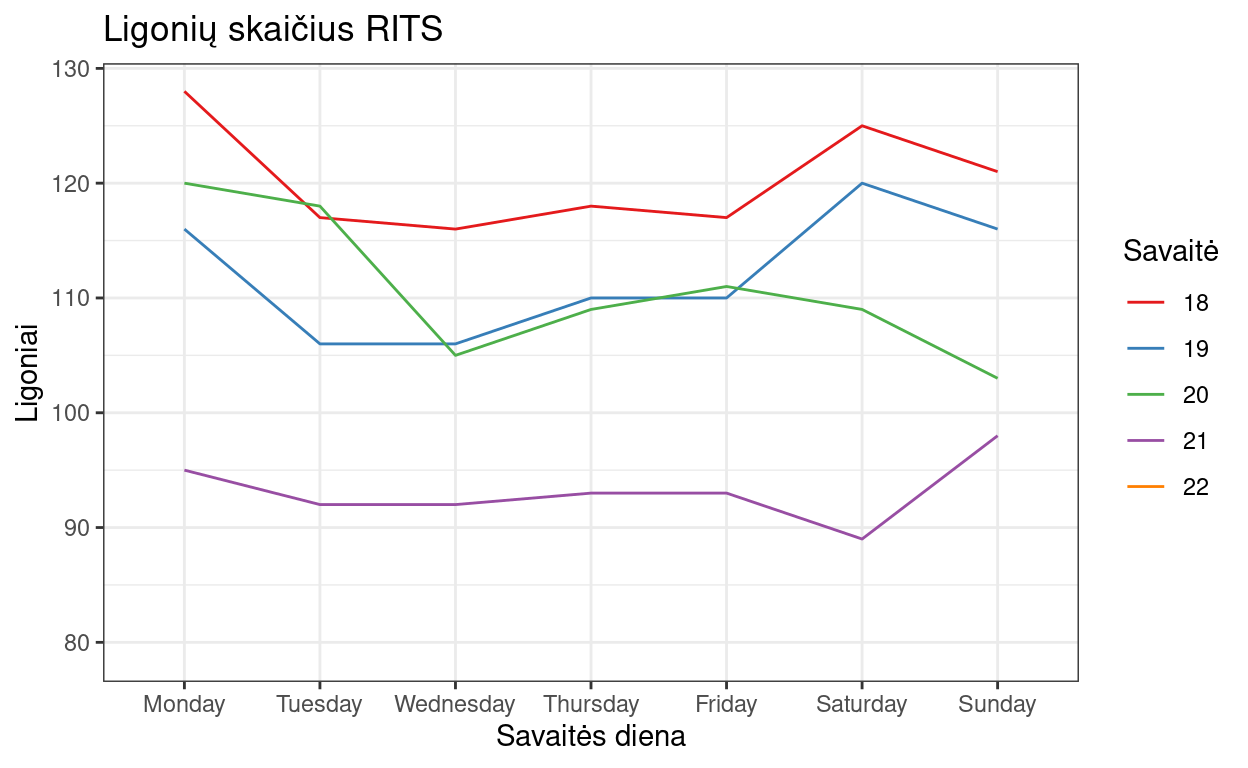 Ligonių skaičius RITS
130
120
110
100
90
80
Ligoniai
Monday Tuesday Wednesday Thursday Friday Saturday Sunday
Savaitės diena
Savaitė
18
19
20
21
22